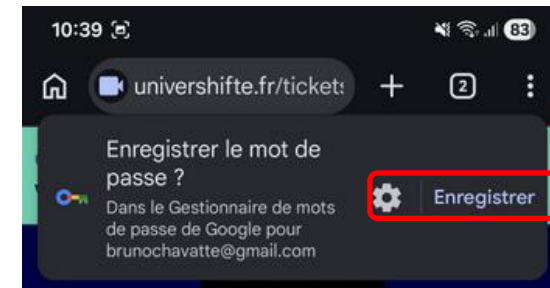 10:39 83
univershifte.fr/tickets 2
Enregistrer le mot de
passe ?
Enregistrer
Dans le Gestionnaire de mots
de passe de Google pour
brunochavatte@gmail.com